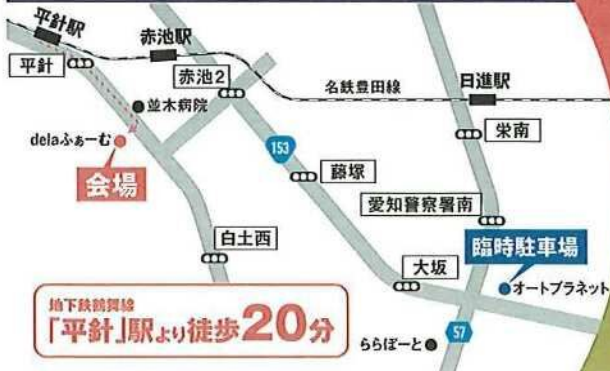 平針駅
赤池駅
平針
赤池2
名鉄豊田線
日進駅
並木病院
栄南
delaふぁーむ
153
藤塚
会場
愛知警察署南
白土西
大坂
臨時駐車場
オートプラネット
地下鉄鶴舞線
「平針」駅より徒歩20分
ららぽーと
57